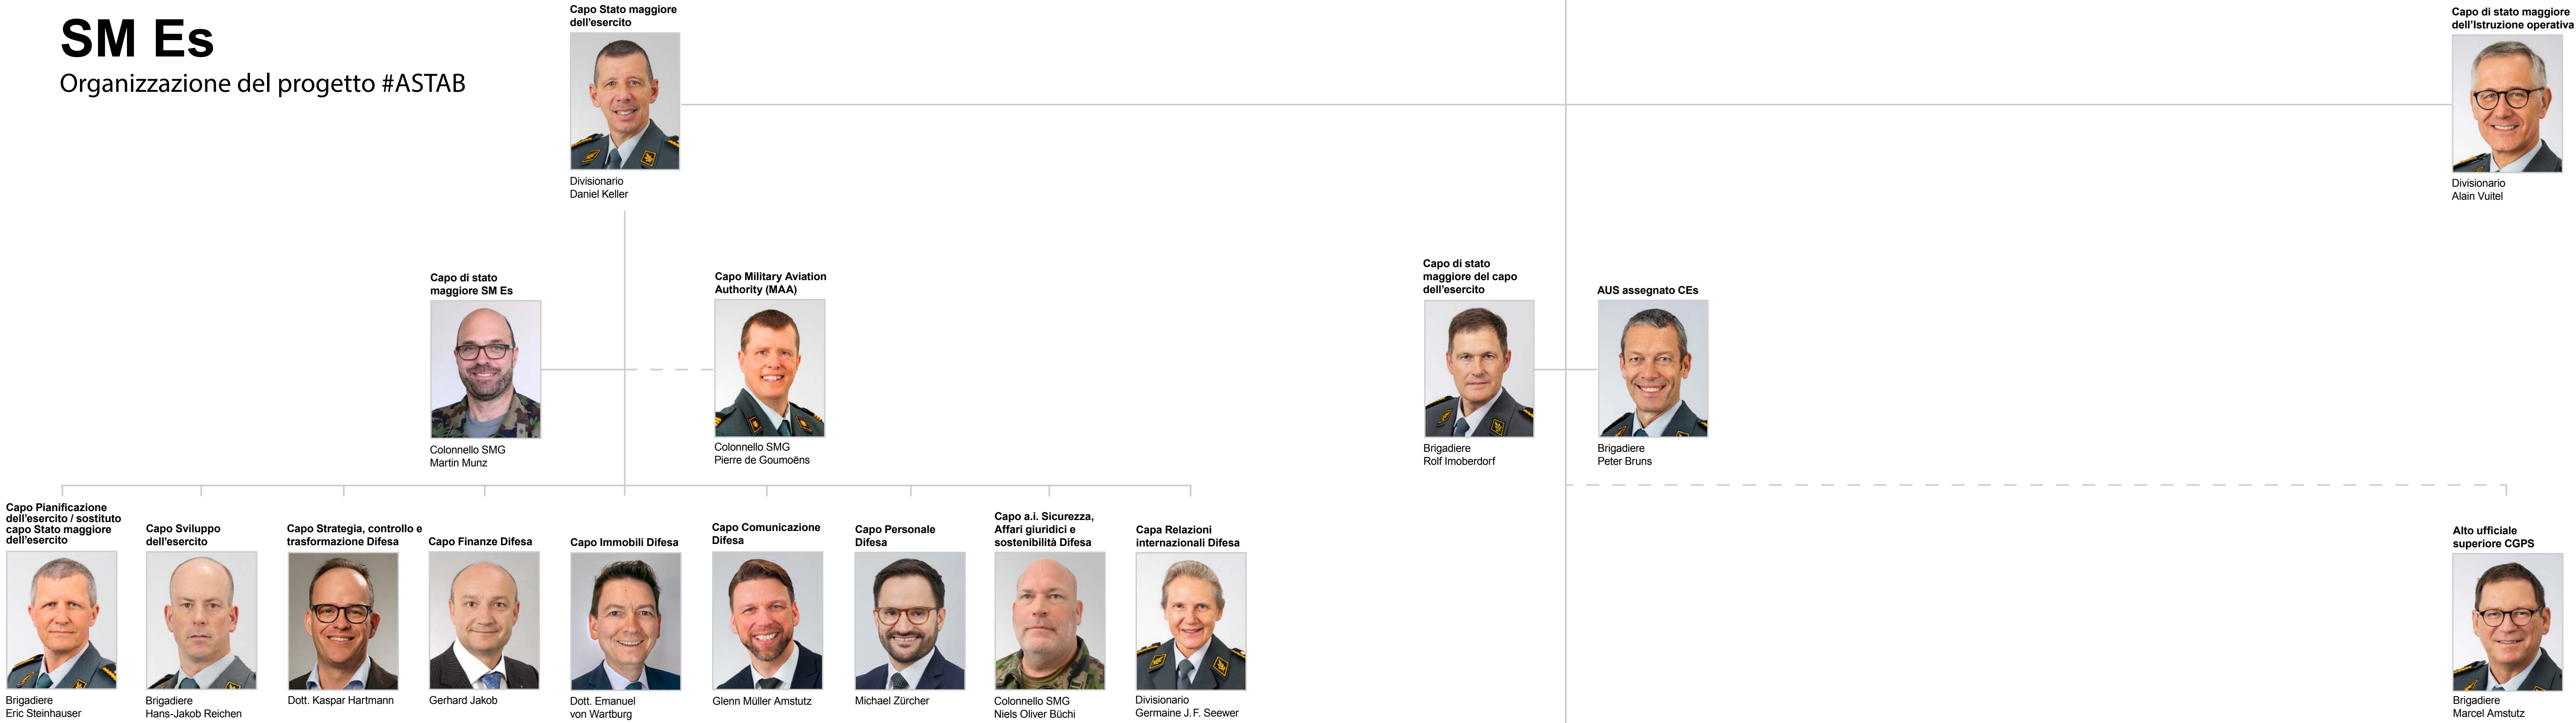 SM Es
Organizzazione del progetto #ASTAB
Capo Stato maggiore
dell'esercito
Divisionario
Daniel Keller
Capo di stato maggiore
dell'Istruzione operativa
Divisionario
Alain Vuitel
Capo di stato
maggiore SM Es
Colonnello SMG
Martin Munz
Capo Military Aviation
Authority (MAA)
Colonnello SMG
Pierre de Goumoëns
Capo di stato
maggiore del capo
dell'esercito
Brigadiere
Rolf Imoberdorf
AUS assegnato CEs
Brigadiere
Peter Bruns
Capo Pianificazione
dell'esercito / sostituto
capo Stato maggiore
dell'esercito
Brigadiere
Eric Steinhauser
Capo Sviluppo
dell'esercito
Brigadiere
Hans-Jakob Reichen
Capo Strategia, controllo e
trasformazione Difesa
Dott. Kaspar Hartmann
Capo Finanze Difesa
Gerhard Jakob
Capo Immobili Difesa
Dott. Emanuel
von Wartburg
Capo Comunicazione
Difesa
Glenn Müller Amstutz
Capo Personale
Difesa
Michael Zürcher
Capo a.i. Sicurezza,
Affari giuridici e
sostenibilità Difesa
Colonnello SMG
Niels Oliver Büchi
Capa Relazioni
internazionali Difesa
Divisionario
Germaine J. F. Seewer
Alto ufficiale
superiore CGPS
Brigadiere
Marcel Amstutz